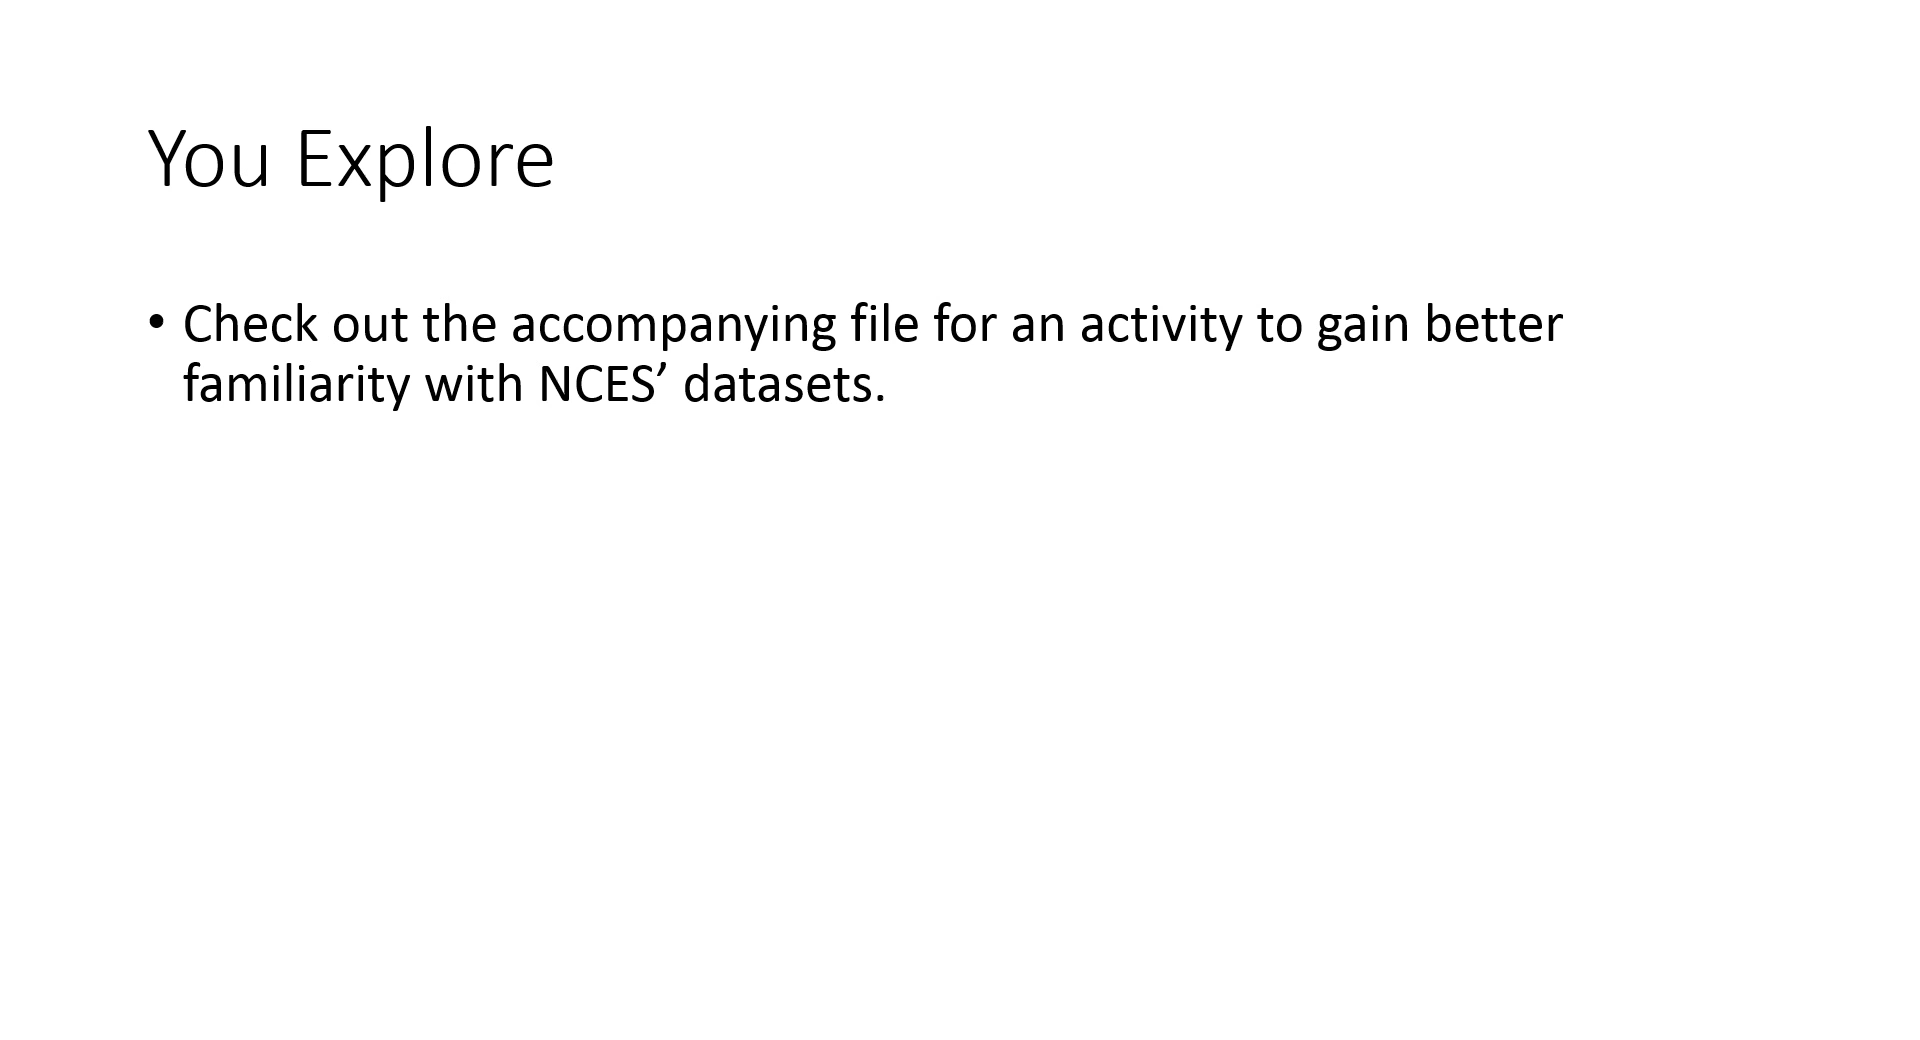 You Explore
• Check out the accompanying file for an activity to gain better
familiarity with NCES’ datasets.